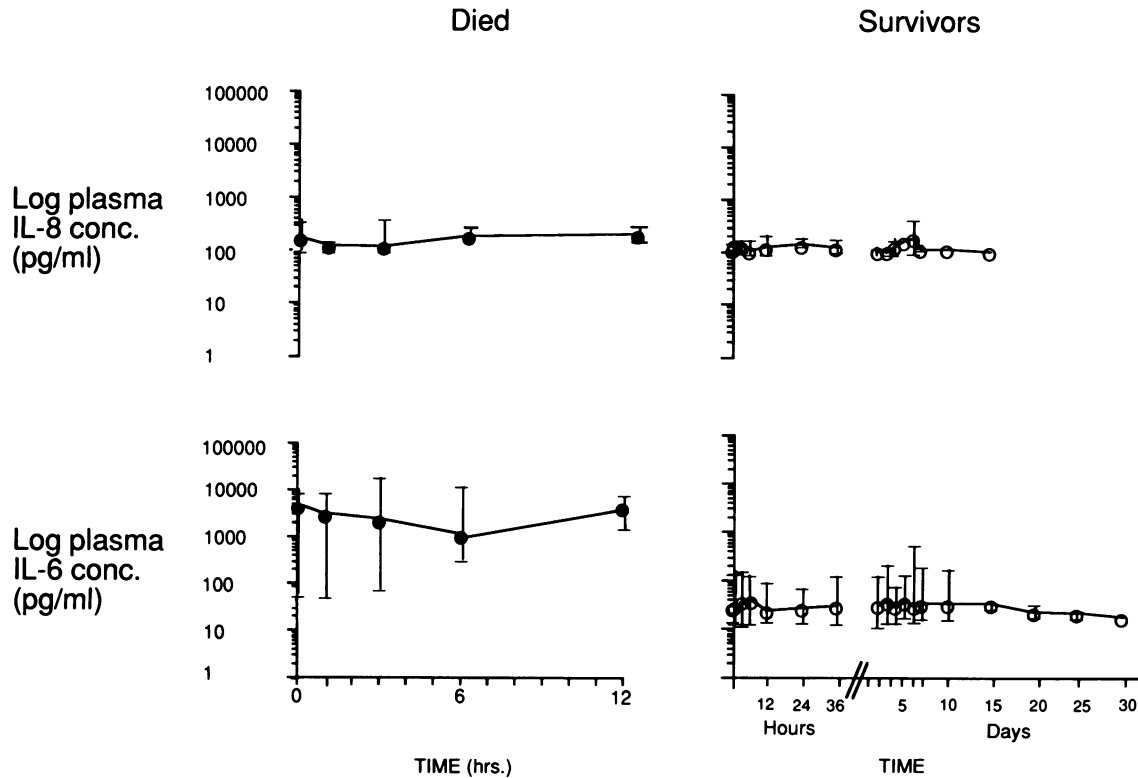 Died
Survivors
100000
10000
1000
100
10
1
Log plasma
IL-8 conc.
(pg/ml)
100000
10000
1000
100
10
1
Log plasma
IL-6 conc.
(pg/ml)
0 6 12
TIME (hrs.)
12 24 36 5 10 15 20 25 30
Hours Days
TIME